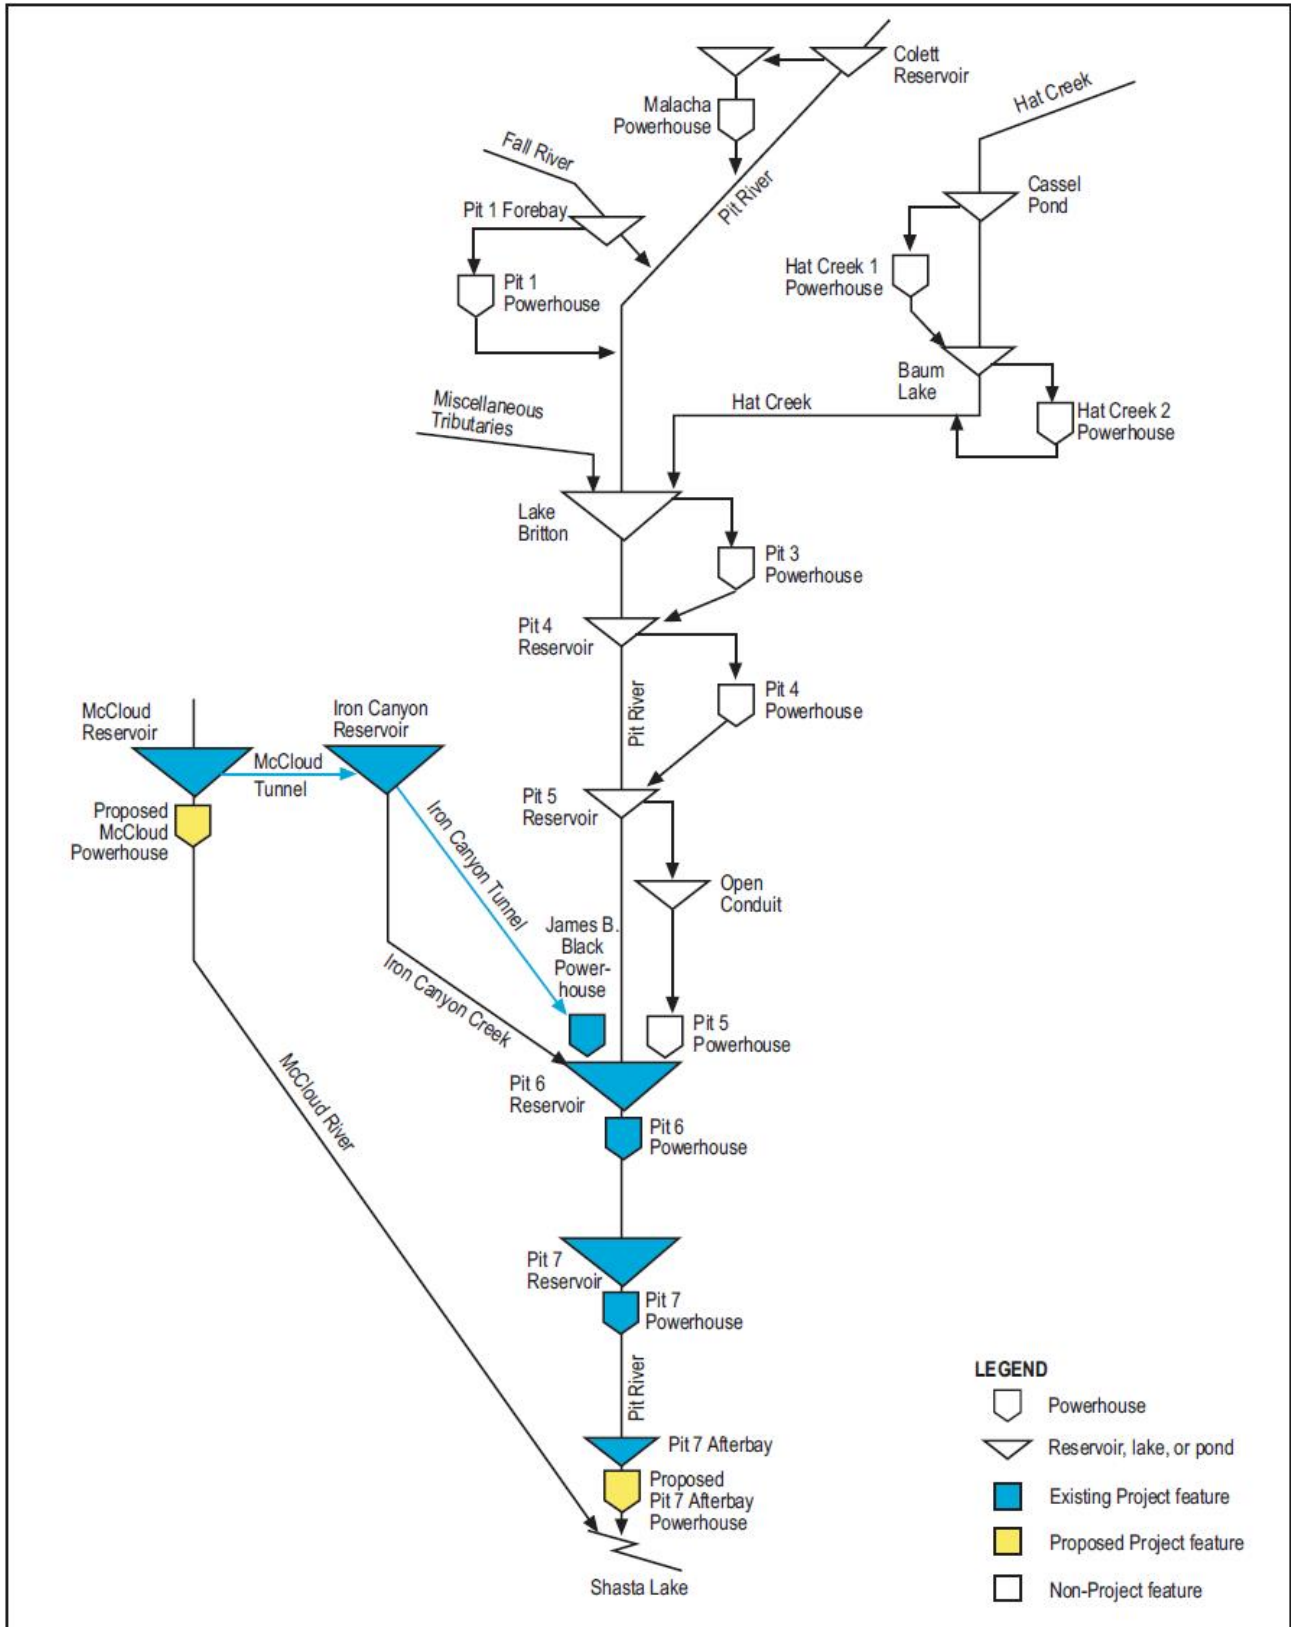 Colett
Reservoir
Malacha
Powerhouse
Hat Creek
Fall River
Pit River
Cassel
Pond
Pit 1 Forebay
Hat Creek 1
Powerhouse
Pit 1
Powerhouse
Baum
Lake
Miscellaneous
Tributaries
Hat Creek
Hat Creek 2
Powerhouse
Lake
Britton
Pit 3
Powerhouse
Pit 4
Reservoir
Pit 4
Powerhouse
Pit River
McCloud
Reservoir
Iron Canyon
Reservoir
McCloud
Tunnel
Pit 5
Reservoir
Proposed
McCloud
Powerhouse
Iron Canyon Tunnel
Open
Conduit
James B.
Black
Power-
house
Iron Canyon Creek
Pit 5
Powerhouse
McCloud River
Pit 6
Reservoir
Pit 6
Powerhouse
Pit 7
Reservoir
Pit 7
Powerhouse
Pit River
Pit 7 Afterbay
Proposed
Pit 7 Afterbay
Powerhouse
Shasta Lake
LEGEND
Powerhouse
Reservoir, lake, or pond
Existing Project feature
Proposed Project feature
Non-Project feature